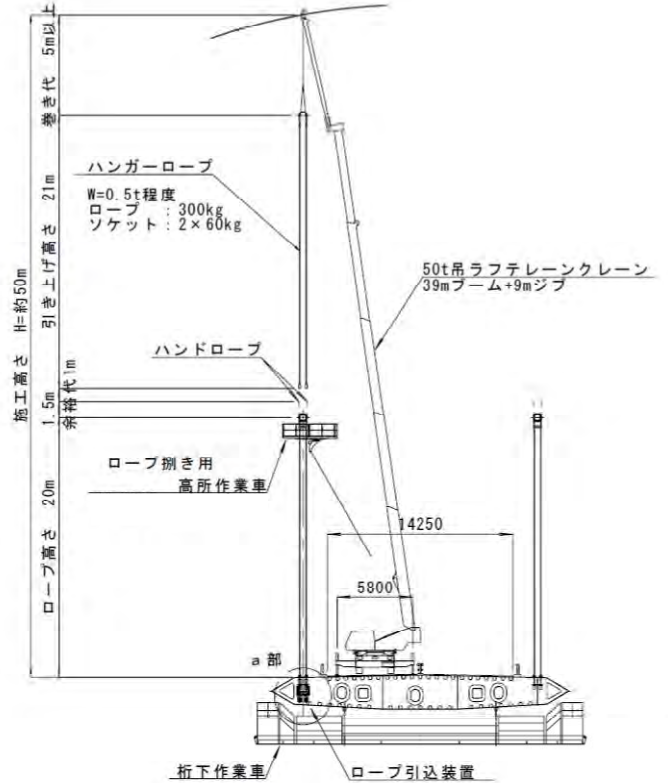 施工高さ H=約50m
巻き代 5m以上
引き上げ高さ 21m
余裕代1m
1.5m
ロープ高さ 20m
ハンガーロープ
W=0.5t程度
ロープ :300kg
ソケット:2×60kg
50t吊ラフテレーンクレーン
39mブーム+9mジブ
ハンドロープ
ロープ捌き用
高所作業車
14250
5800
a部
桁下作業車
ロープ引込装置